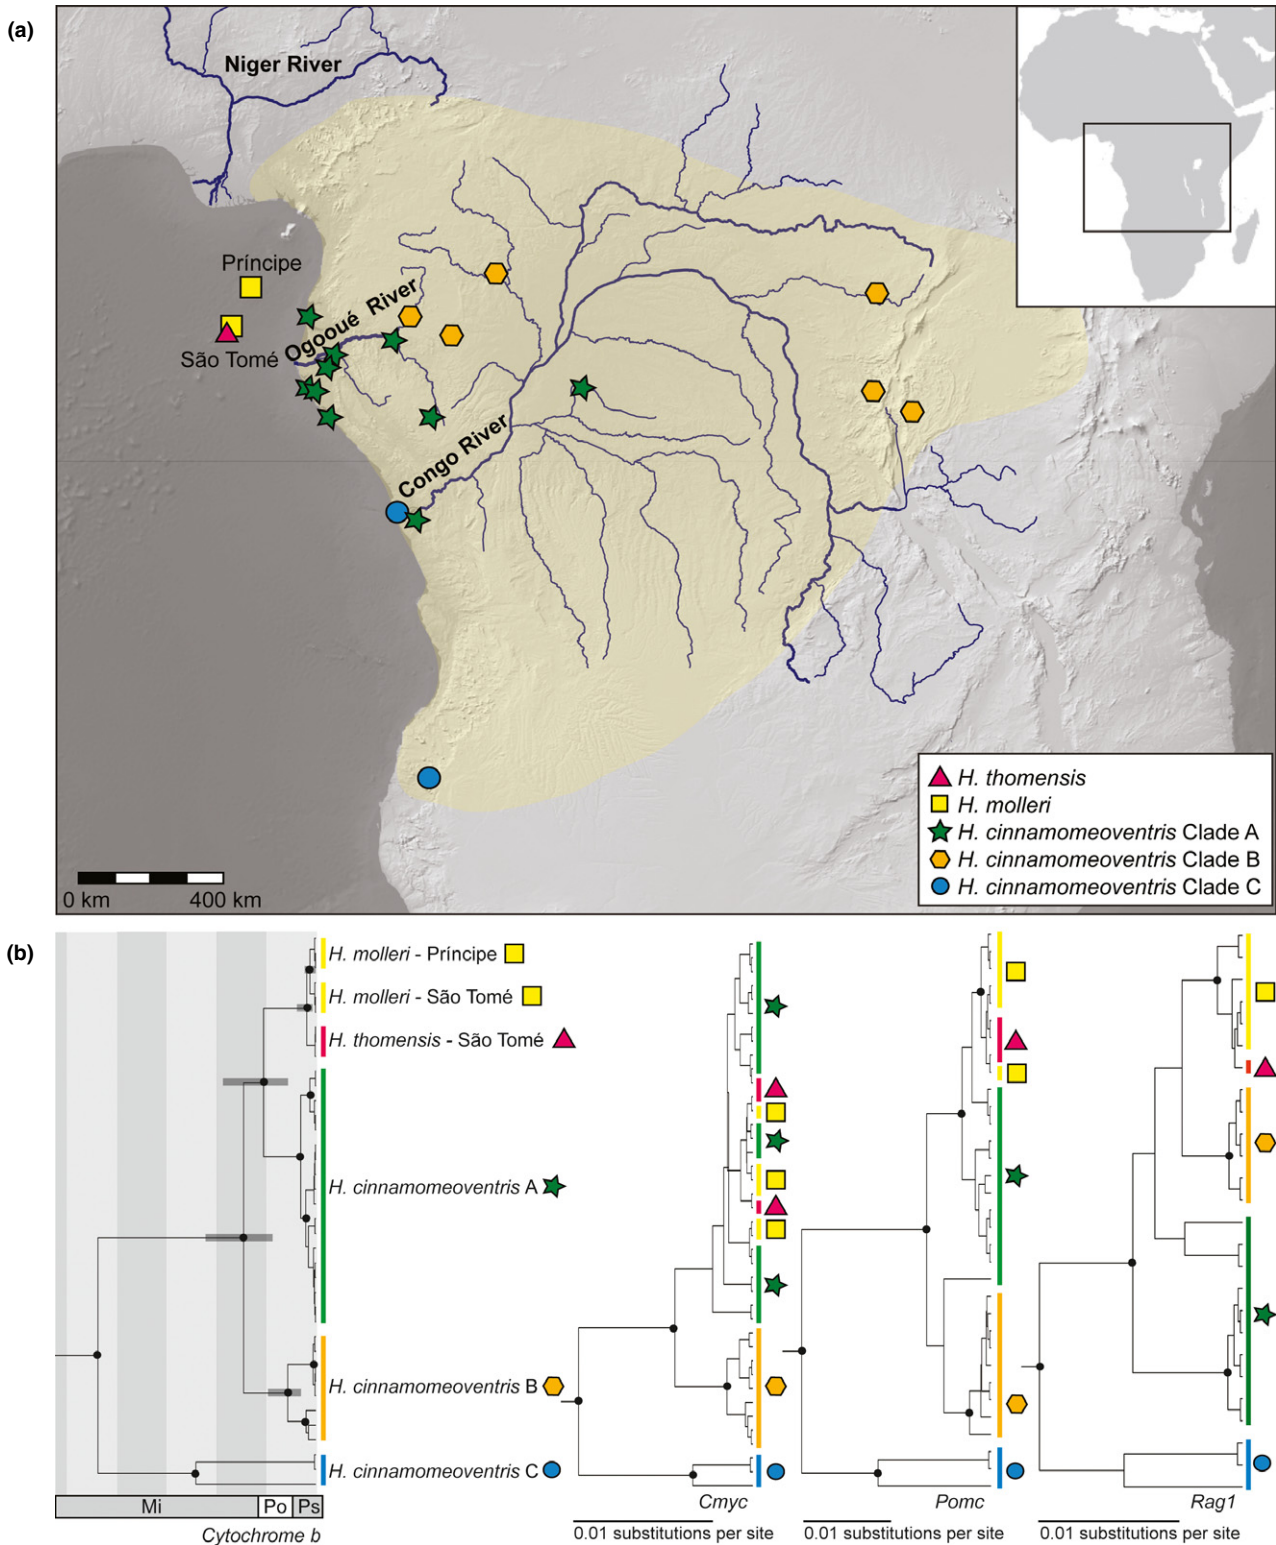 (a)
Niger River
Príncipe
São Tomé
Ogooué River
Congo River
0 km 400 km
H. thomensis
H. molleri
H. cinnamomeoventris Clade A
H. cinnamomeoventris Clade B
H. cinnamomeoventris Clade C
(b)
H. molleri - Príncipe
H. molleri - São Tomé
H. thomensis - São Tomé
H. cinnamomeoventris A
H. cinnamomeoventris B
H. cinnamomeoventris C
Mi Po Ps
Cytochrome b
Cmyc
0.01 substitutions per site
Pomc
0.01 substitutions per site
Rag1
0.01 substitutions per site